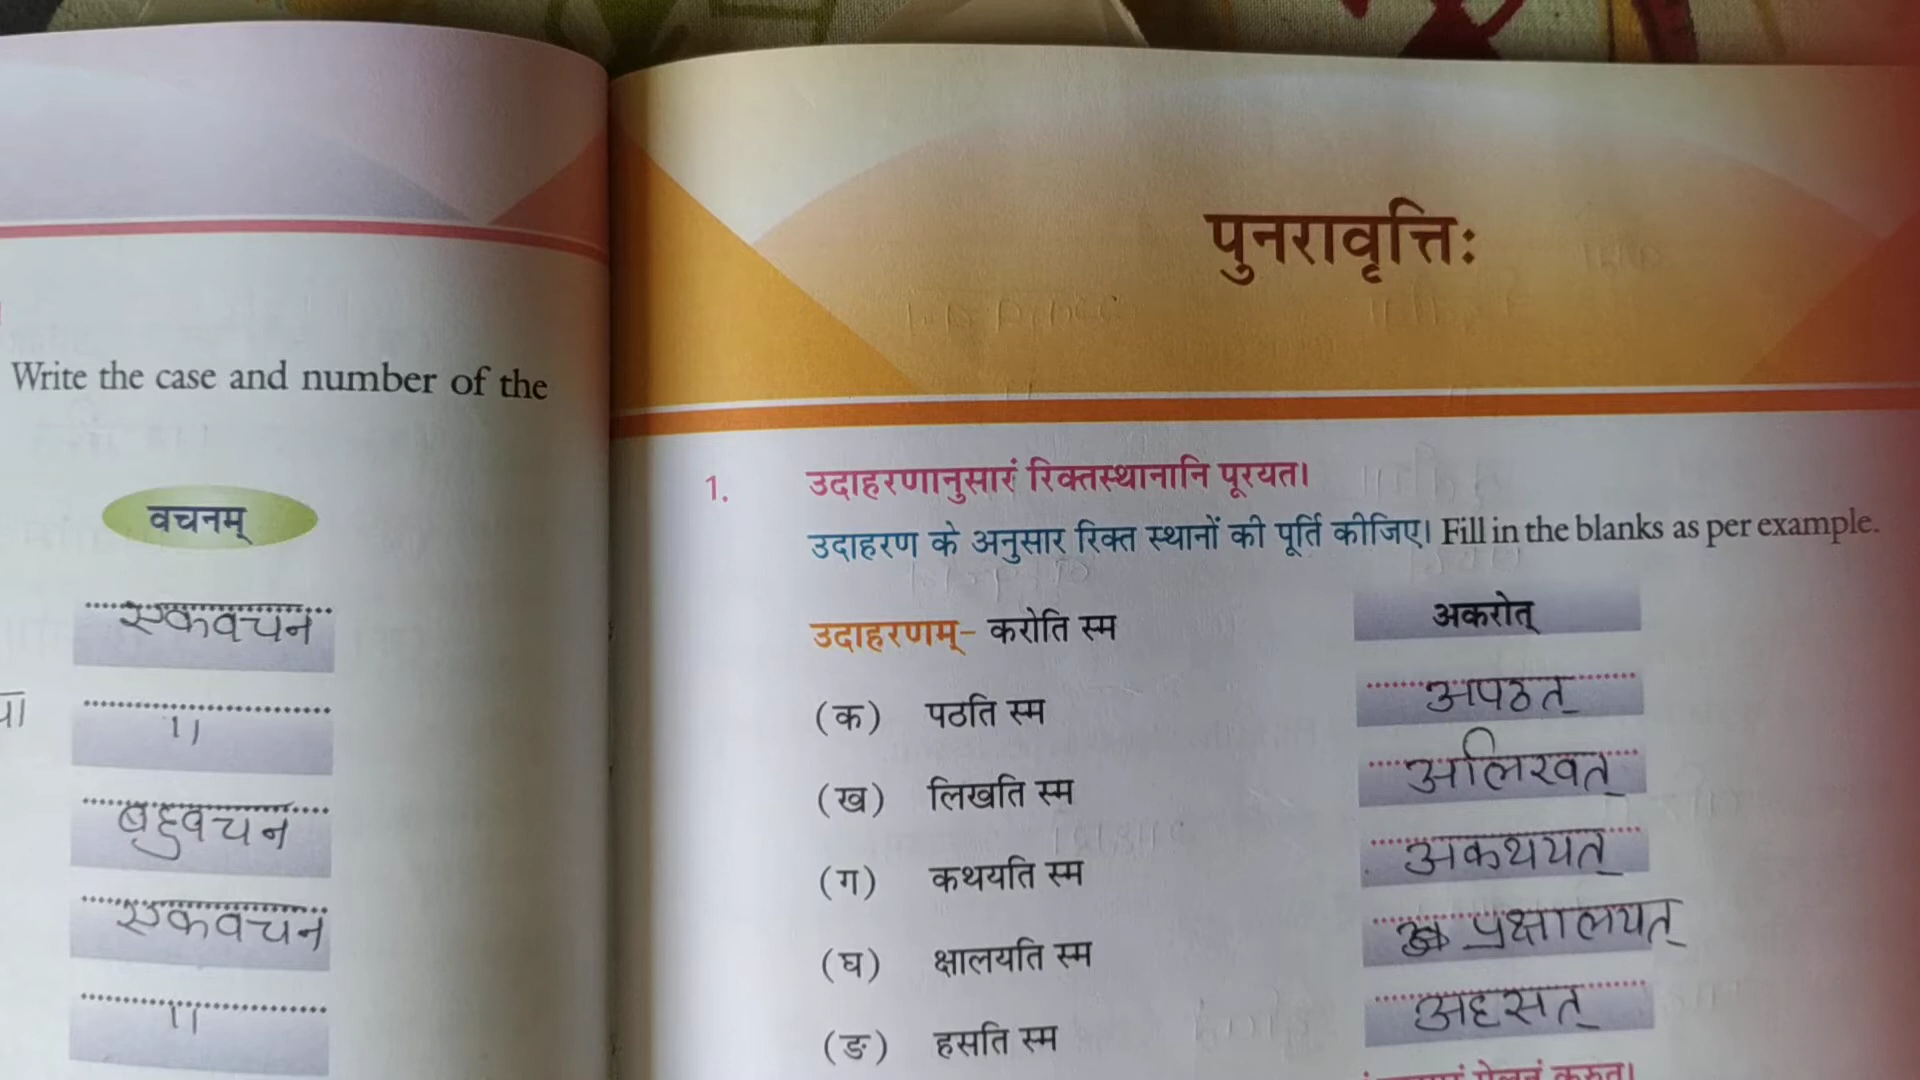 Write the case and number of the
वचनम्
एकवचन
11
बहुवचन
एकवचन
11
पुनरावृत्तिः
1. उदाहरणानुसारं रिक्तस्थानानि पूरयत।
उदाहरण के अनुसार रिक्त स्थानों की पूर्ति कीजिए। Fill in the blanks as per example.
उदाहरणम्– करोति स्म अकरोत्
(क) पठति स्म अपठत्
(ख) लिखति स्म अलिखत्
(ग) कथयति स्म अकथयत्
(घ) क्षालयति स्म प्रक्षालयत्
(ङ) हसति स्म अहसत्